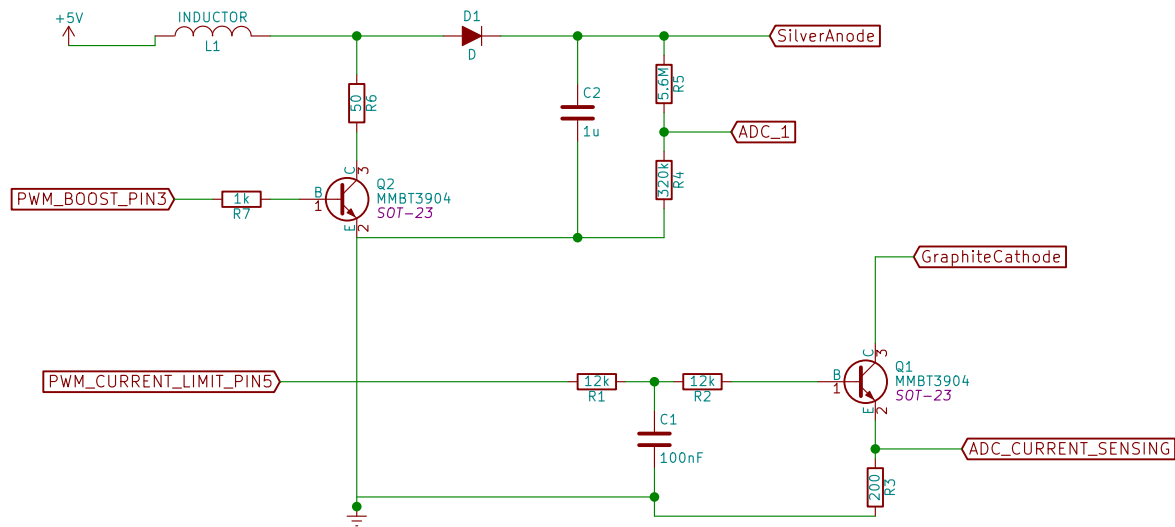 +5V
INDUCTOR
L1
D1
D
SilverAnode
50
R6
C2
1u
5.6M
R5
ADC_1
320k
R4
PWM_BOOST_PIN3
1k
R7
B
1
C
3
E
2
Q2
MMBT3904
SOT-23
GraphiteCathode
PWM_CURRENT_LIMIT_PIN5
12k
R1
12k
R2
B
1
C
3
E
2
Q1
MMBT3904
SOT-23
C1
100nF
ADC_CURRENT_SENSING
200
R3